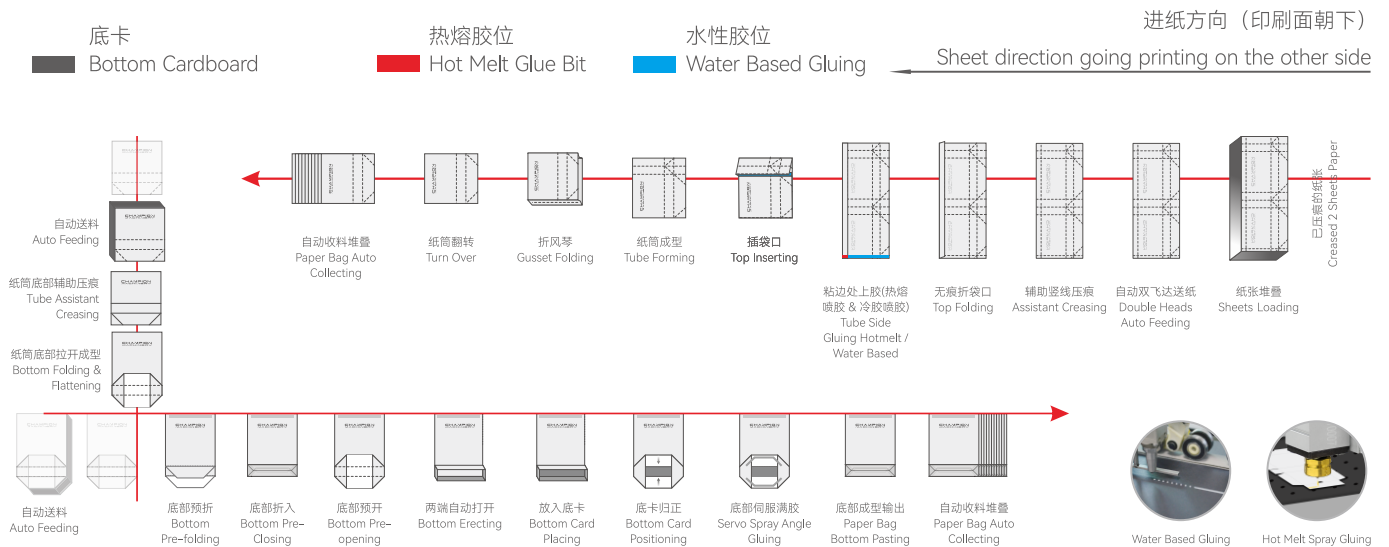 进纸方向（印刷面朝下）
Sheet direction going printing on the other side
底卡
Bottom Cardboard
热熔胶位
Hot Melt Glue Bit
水性胶位
Water Based Gluing
已压痕的纸张
Creased 2 Sheets Paper
纸张堆叠
Sheets Loading
自动双飞达送纸
Double Heads
Auto Feeding
辅助竖线压痕
Assistant Creasing
无痕折袋口
Top Folding
粘边处上胶(热熔
喷胶 & 冷胶喷胶)
Tube Side
Gluing Hotmelt /
Water Based
插袋口
Top Inserting
纸筒成型
Tube Forming
折风琴
Gusset Folding
纸筒翻转
Turn Over
自动收料堆叠
Paper Bag Auto
Collecting
自动送料
Auto Feeding
CHAMPION
纸筒底部辅助压痕
Tube Assistant
Creasing
CHAMPION
纸筒底部拉开成型
Bottom Folding &
Flattening
CHAMPION
自动送料
Auto Feeding
底部预折
Bottom
Pre-folding
底部折入
Bottom Pre-
Closing
底部预开
Bottom Pre-
opening
两端自动打开
Bottom Erecting
放入底卡
Bottom Card
Placing
底卡归正
Bottom Card
Positioning
底部伺服满胶
Servo Spray Angle
Gluing
底部成型输出
Paper Bag
Bottom Pasting
自动收料堆叠
Paper Bag Auto
Collecting
Water Based Gluing
Hot Melt Spray Gluing